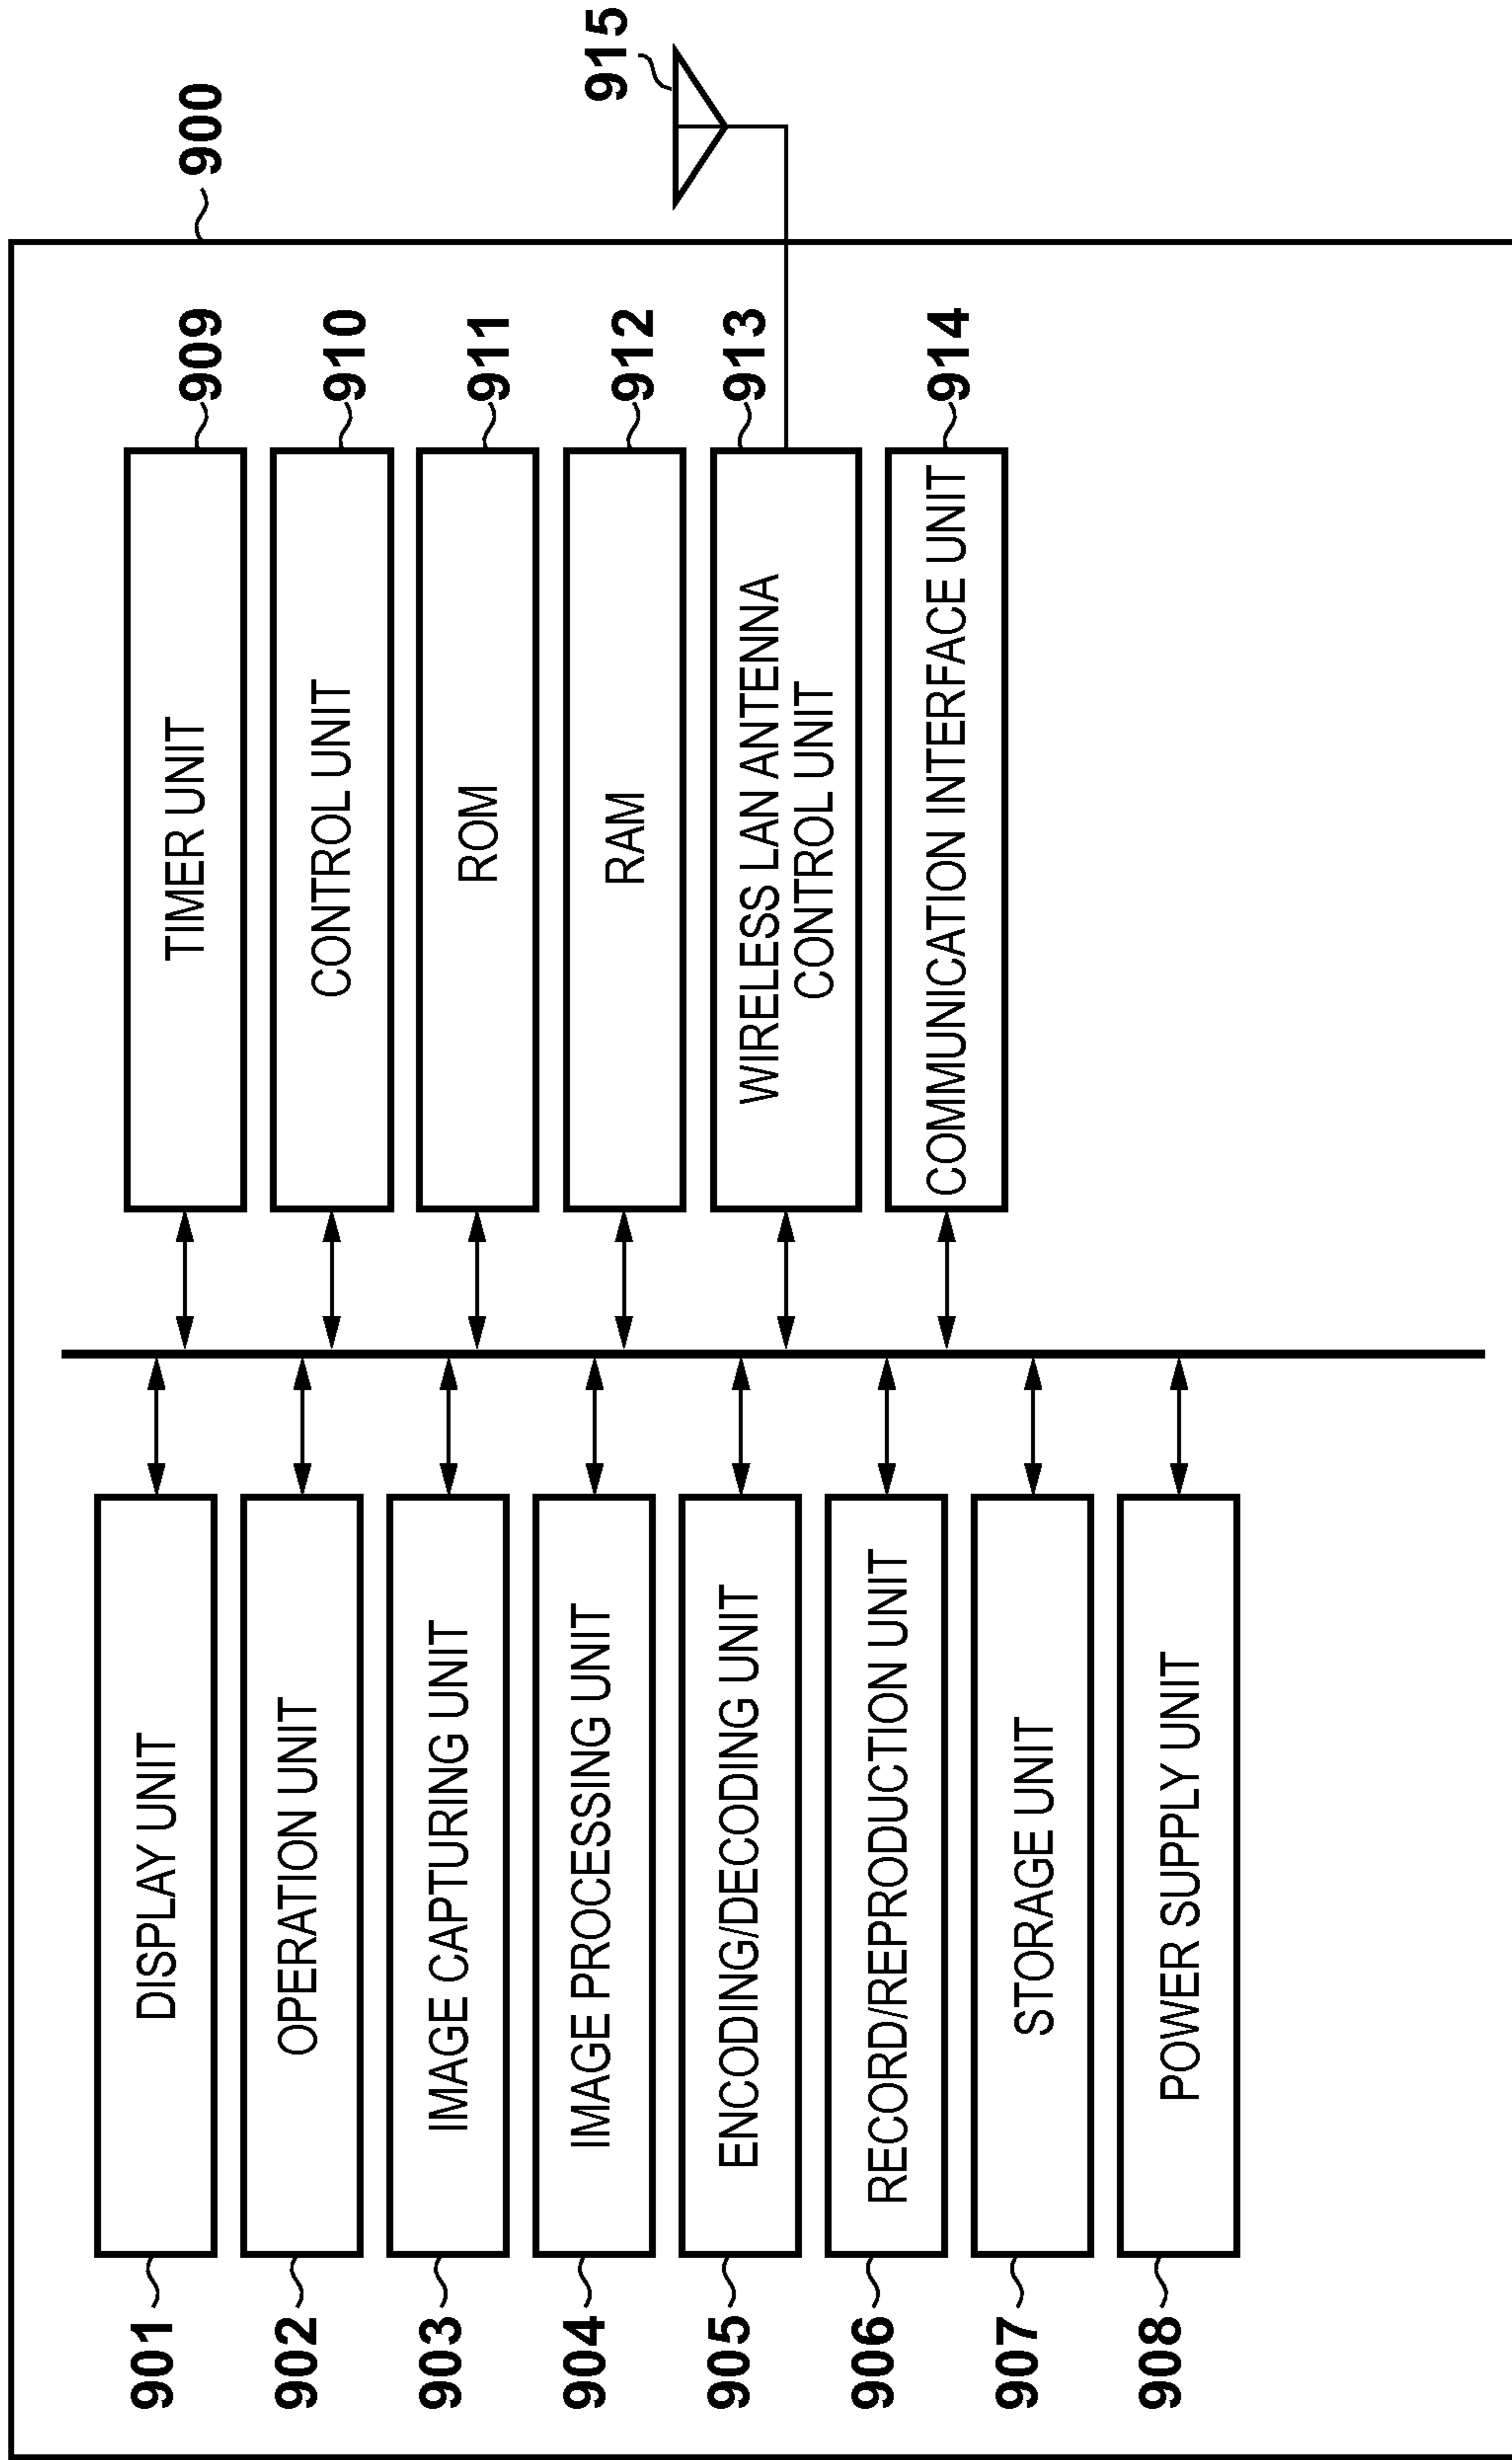 900
901
DISPLAY UNIT
902
OPERATION UNIT
903
IMAGE CAPTURING UNIT
904
IMAGE PROCESSING UNIT
905
ENCODING/DECODING UNIT
906
RECORD/REPRODUCTION UNIT
907
STORAGE UNIT
908
POWER SUPPLY UNIT
TIMER UNIT
909
CONTROL UNIT
910
ROM
911
RAM
912
WIRELESS LAN ANTENNA
CONTROL UNIT
913
COMMUNICATION INTERFACE UNIT
914
915